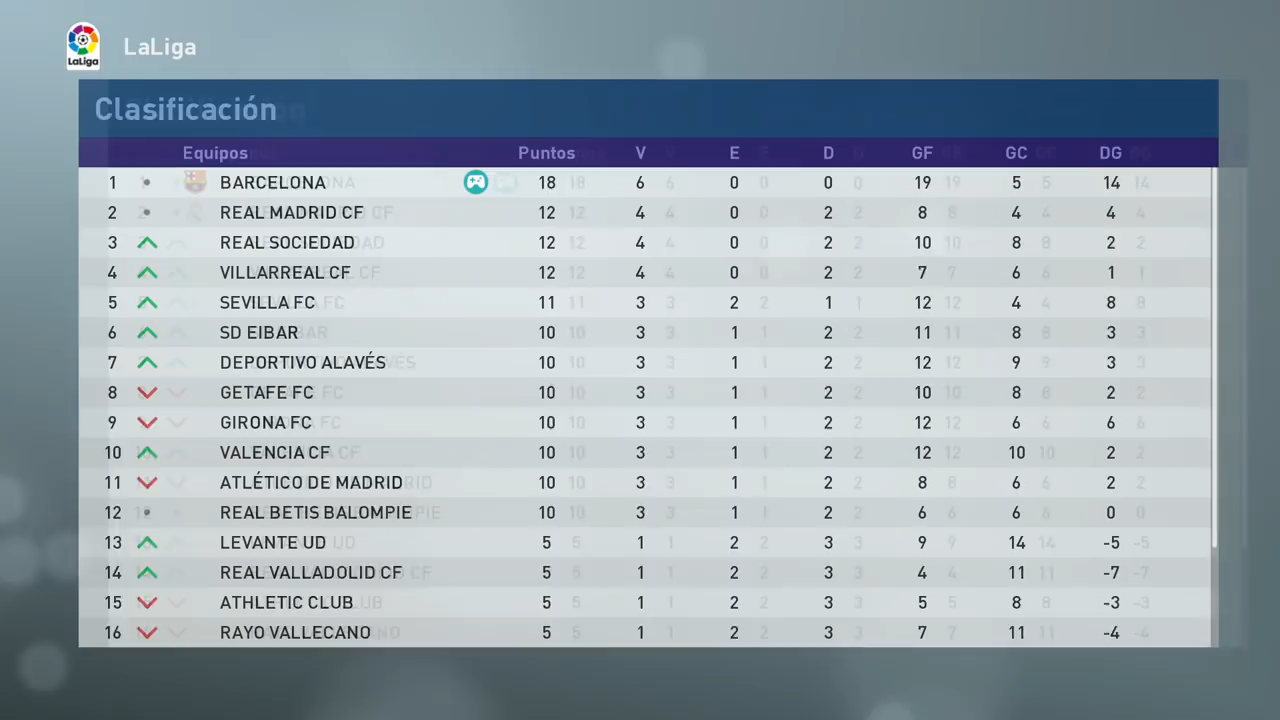 LaLiga
LaLiga
Clasificación
Equipos Puntos V E D GF GC DG
1 BARCELONA 18 6 0 0 19 5 14
2 REAL MADRID CF 12 4 0 2 8 4 4
3 REAL SOCIEDAD 12 4 0 2 10 8 2
4 VILLARREAL CF 12 4 0 2 7 6 1
5 SEVILLA FC 11 3 2 1 12 4 8
6 SD EIBAR 10 3 1 2 11 8 3
7 DEPORTIVO ALAVÉS 10 3 1 2 12 9 3
8 GETAFE FC 10 3 1 2 10 8 2
9 GIRONA FC 10 3 1 2 12 6 6
10 VALENCIA CF 10 3 1 2 12 10 2
11 ATLÉTICO DE MADRID 10 3 1 2 8 6 2
12 REAL BETIS BALOMPIE 10 3 1 2 6 6 0
13 LEVANTE UD 5 1 2 3 9 14 -5
14 REAL VALLADOLID CF 5 1 2 3 4 11 -7
15 ATHLETIC CLUB 5 1 2 3 5 8 -3
16 RAYO VALLECANO 5 1 2 3 7 11 -4